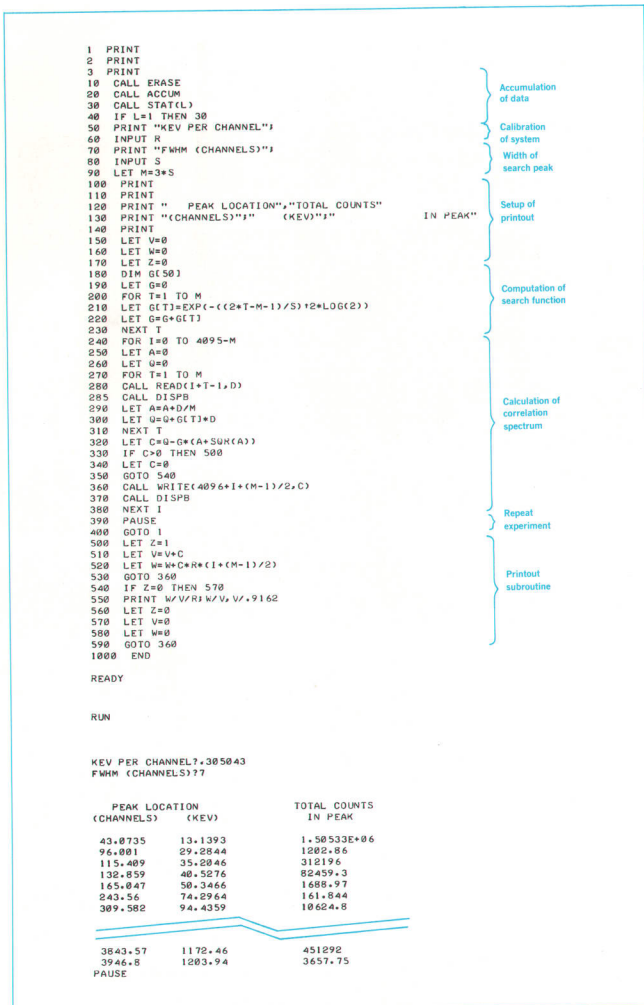 1 PRINT
2 PRINT
3 PRINT
10 CALL ERASE
20 CALL ACCUM
30 CALL STAT(L)
40 IF L=1 THEN 30
50 PRINT "KEV PER CHANNEL";
60 INPUT R
70 PRINT "FWHM (CHANNELS)";
80 INPUT S
90 LET M=3*S
100 PRINT
110 PRINT
120 PRINT " PEAK LOCATION","TOTAL COUNTS"
130 PRINT "(CHANNELS)";" (KEV)";" IN PEAK"
140 PRINT
150 LET V=0
160 LET W=0
170 LET Z=0
180 DIM G[50]
190 LET G=0
200 FOR T=1 TO M
210 LET G[T]=EXP(-((2*T-M-1)/S)↑2*LOG(2))
220 LET G=G+G[T]
230 NEXT T
240 FOR I=0 TO 4095-M
250 LET A=0
260 LET Q=0
270 FOR T=1 TO M
280 CALL READ(I+T-1,D)
285 CALL DISPB
290 LET A=A+D/M
300 LET Q=Q+G[T]*D
310 NEXT T
320 LET C=Q-G*(A+SQR(A))
330 IF C>0 THEN 500
340 LET C=0
350 GOTO 540
360 CALL WRITE(4096+I+(M-1)/2,C)
370 CALL DISPB
380 NEXT I
390 PAUSE
400 GOTO 1
500 LET Z=1
510 LET V=V+C
520 LET W=W+C*R*(I+(M-1)/2)
530 GOTO 360
540 IF Z=0 THEN 570
550 PRINT W/V/R;W/V,V/.9162
560 LET Z=0
570 LET V=0
580 LET W=0
590 GOTO 360
1000 END
READY
RUN
KEV PER CHANNEL?.305043
FWHM (CHANNELS)?7
PEAK LOCATION TOTAL COUNTS
(CHANNELS) (KEV) IN PEAK
43.0735 13.1393 1.50533E+06
96.001 29.2844 1202.86
115.409 35.2046 312196
132.859 40.5276 82459.3
165.047 50.3466 1688.97
243.56 74.2964 161.844
309.582 94.4359 10624.8
3843.57 1172.46 451292
3946.8 1203.94 3657.75
PAUSE
Accumulation
of data
Calibration
of system
Width of
search peak
Setup of
printout
Computation of
search function
Calculation of
correlation
spectrum
Repeat
experiment
Printout
subroutine